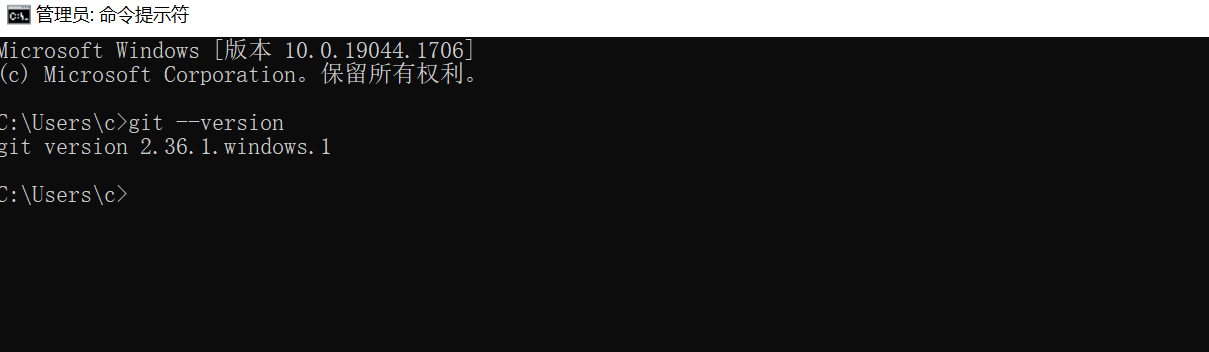 管理员: 命令提示符
Microsoft Windows [版本 10.0.19044.1706]
(c) Microsoft Corporation。保留所有权利。
C:\Users\c>git --version
git version 2.36.1.windows.1
C:\Users\c>